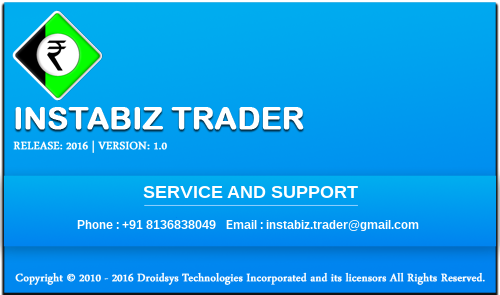 INSTABIZ TRADER
RELEASE: 2016 | VERSION: 1.0
SERVICE AND SUPPORT
Phone : +91 8136838049 Email : instabiz.trader@gmail.com
Copyright © 2010 - 2016 Droidsys Technologies Incorporated and its licensors All Rights Reserved.